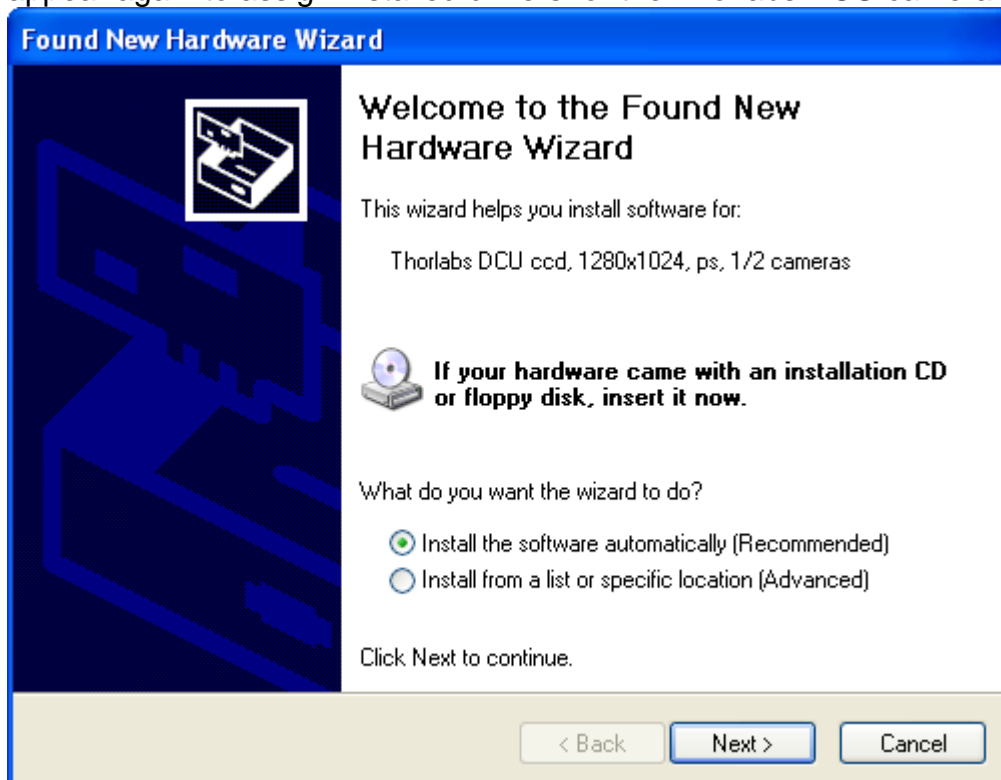 Found New Hardware Wizard
Welcome to the Found New
Hardware Wizard
This wizard helps you install software for:
Thorlabs DCU ccd, 1280x1024, ps, 1/2 cameras
If your hardware came with an installation CD
or floppy disk, insert it now.
What do you want the wizard to do?
Install the software automatically (Recommended)
Install from a list or specific location (Advanced)
Click Next to continue.
< Back
Next >
Cancel